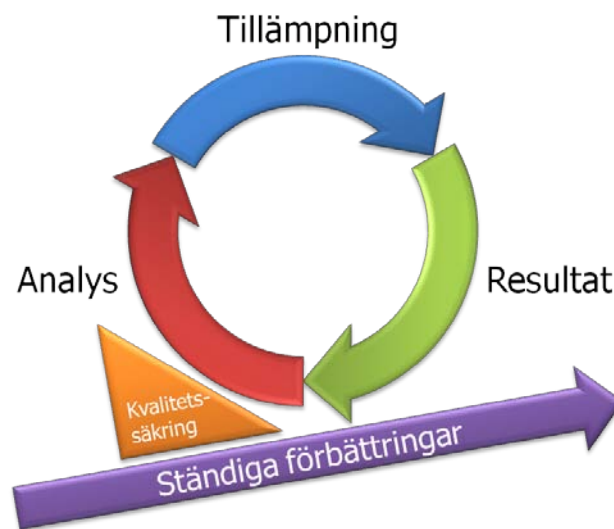 Tillämpning
Analys
Resultat
Kvalitets-
säkring
Ständiga förbättringar